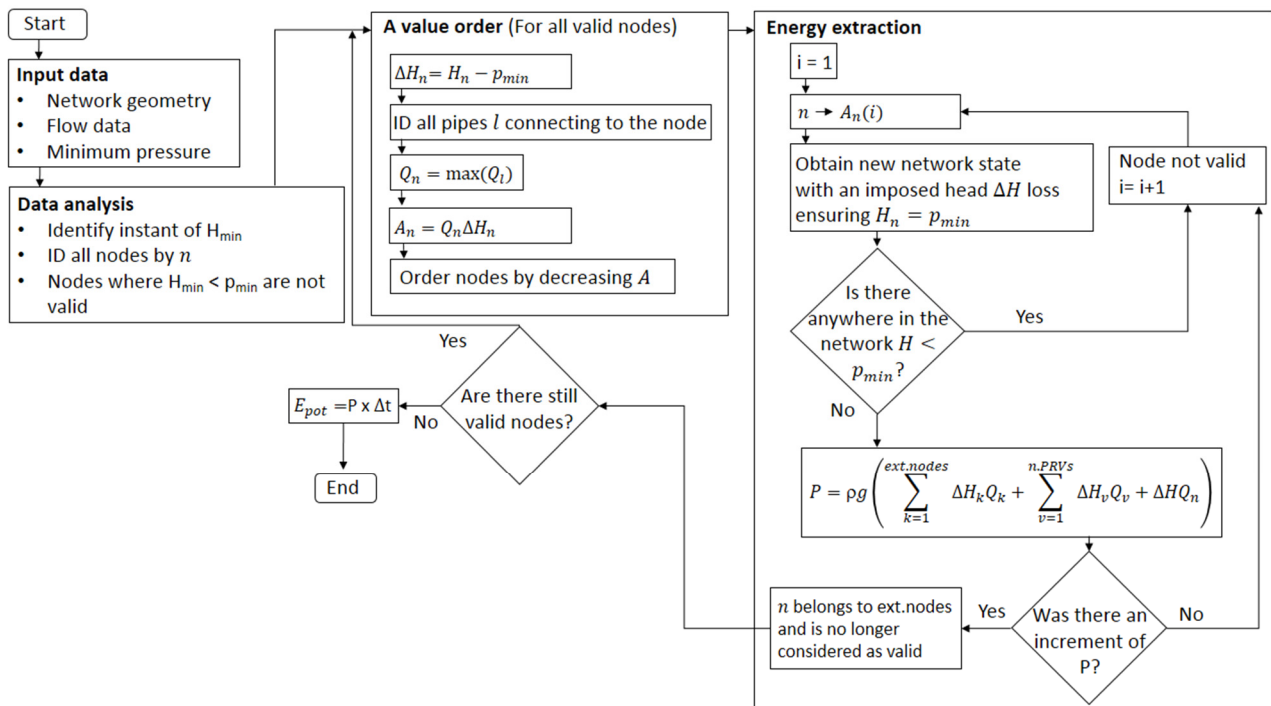 Start
Input data
• Network geometry
• Flow data
• Minimum pressure
Data analysis
• Identify instant of H_min
• ID all nodes by n
• Nodes where H_min < p_min are not
valid
A value order (For all valid nodes)
ΔH_n = H_n − p_min
ID all pipes l connecting to the node
Q_n = max(Q_l)
A_n = Q_nΔH_n
Order nodes by decreasing A
Energy extraction
i = 1
n → A_n(i)
Obtain new network state
with an imposed head ΔH loss
ensuring H_n = p_min
Node not valid
i= i+1
Is there
anywhere in the
network H <
p_min?
Yes
No
P = ρg(∑_{k=1}^{ext.nodes} ΔH_kQ_k + ∑_{v=1}^{n.PRVs} ΔH_vQ_v + ΔHQ_n)
Was there an
increment of
P?
No
Yes
n belongs to ext.nodes
and is no longer
considered as valid
Are there still
valid nodes?
Yes
No
E_pot =P x Δt
End